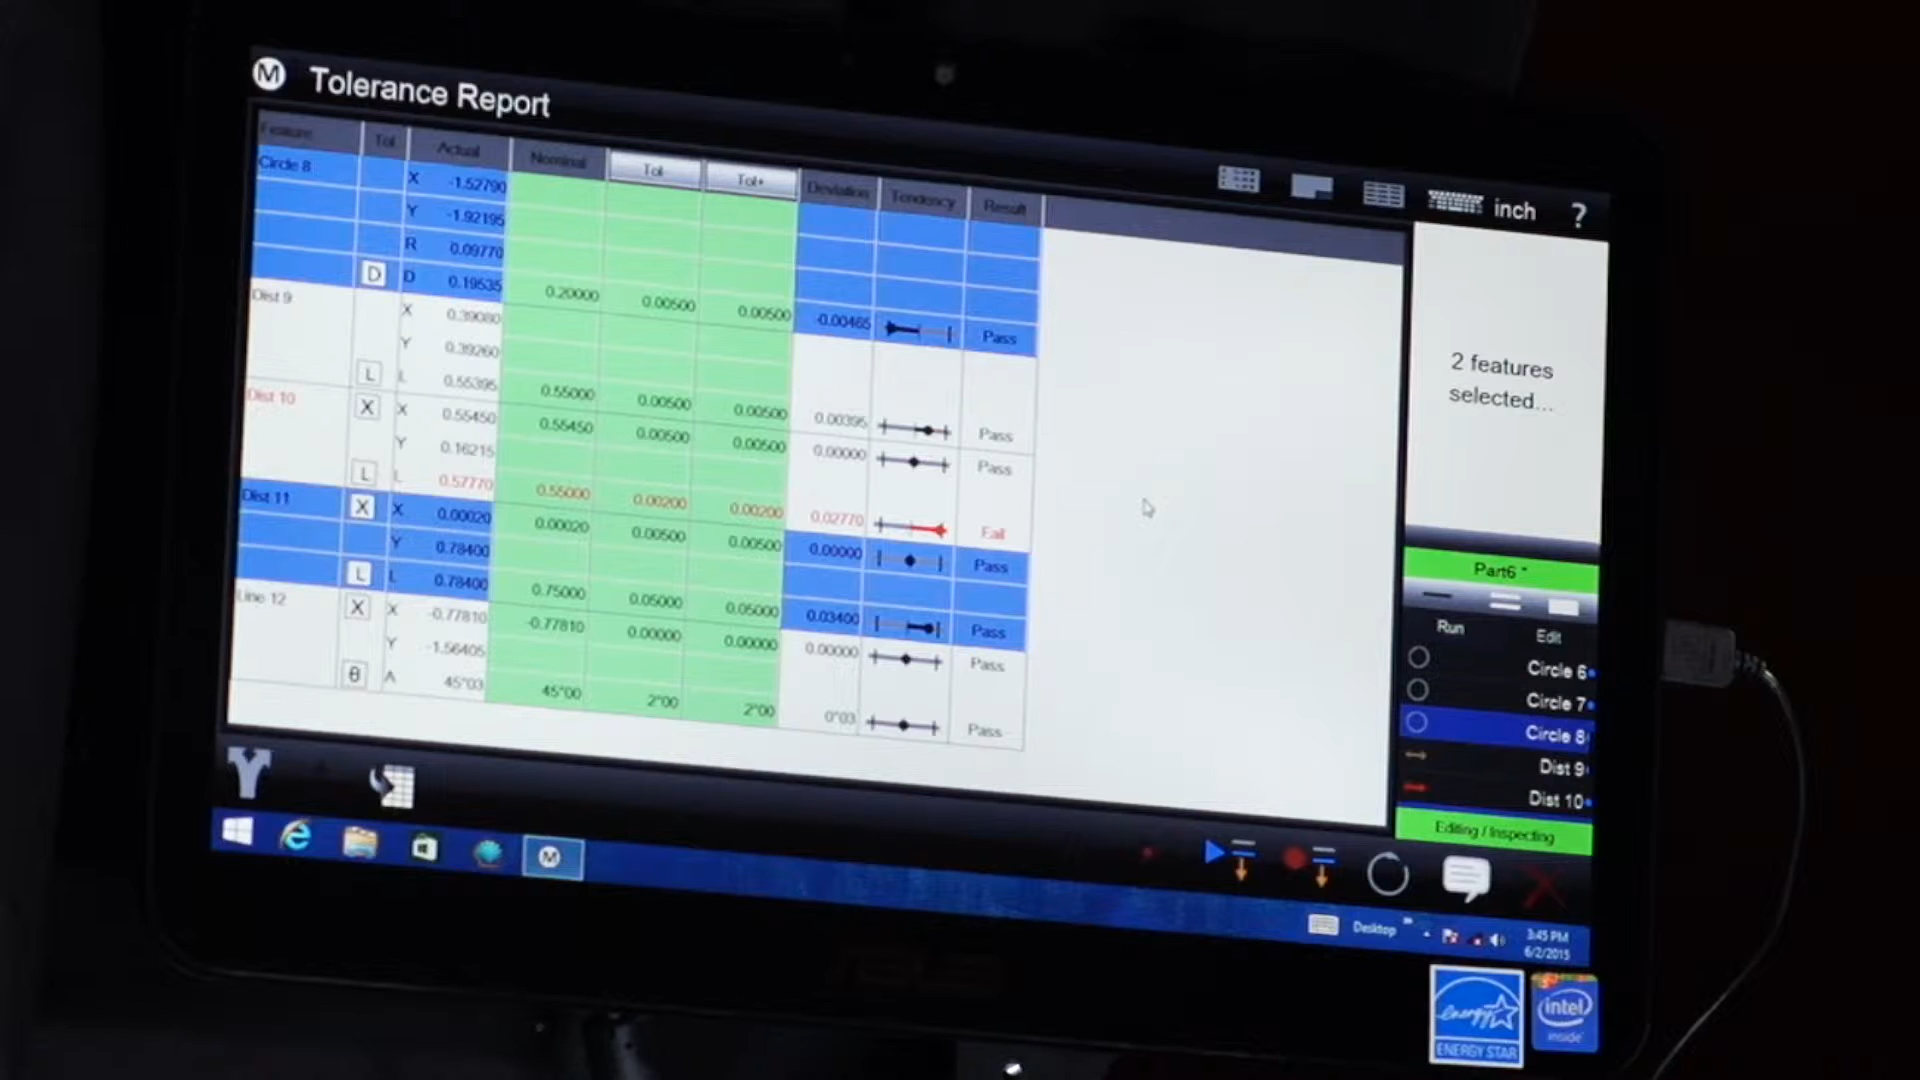 M Tolerance Report
inch ?
Feature Tol Actual Nominal Tol- Tol+ Deviation Tendency Result
Circle 8 X -1.52790
Y -1.92195
R 0.09770
D D 0.19535 0.20000 0.00500 0.00500 -0.00465 Pass
Dist 9 X 0.39080
Y 0.39260
L L 0.55395 0.55000 0.00500 0.00500 0.00395 Pass
Dist 10 X X 0.55450 0.55450 0.00500 0.00500 0.00000 Pass
Y 0.16215
L L 0.57770 0.55000 0.00200 0.00200 0.02770 Fail
Dist 11 X X 0.00020 0.00020 0.00500 0.00500 0.00000 Pass
Y 0.78400
L L 0.78400 0.75000 0.05000 0.05000 0.03400 Pass
Line 12 X X -0.77810 -0.77810 0.00000 0.00000 0.00000 Pass
Y -1.56405
θ A 45°03 45°00 2°00 2°00 0°03 Pass
2 features
selected...
Part6 *
Run Edit
Circle 6
Circle 7
Circle 8
Dist 9
Dist 10
Editing / Inspecting
M
Desktop
3:45 PM
6/2/2015
energy
ENERGY STAR
intel
inside